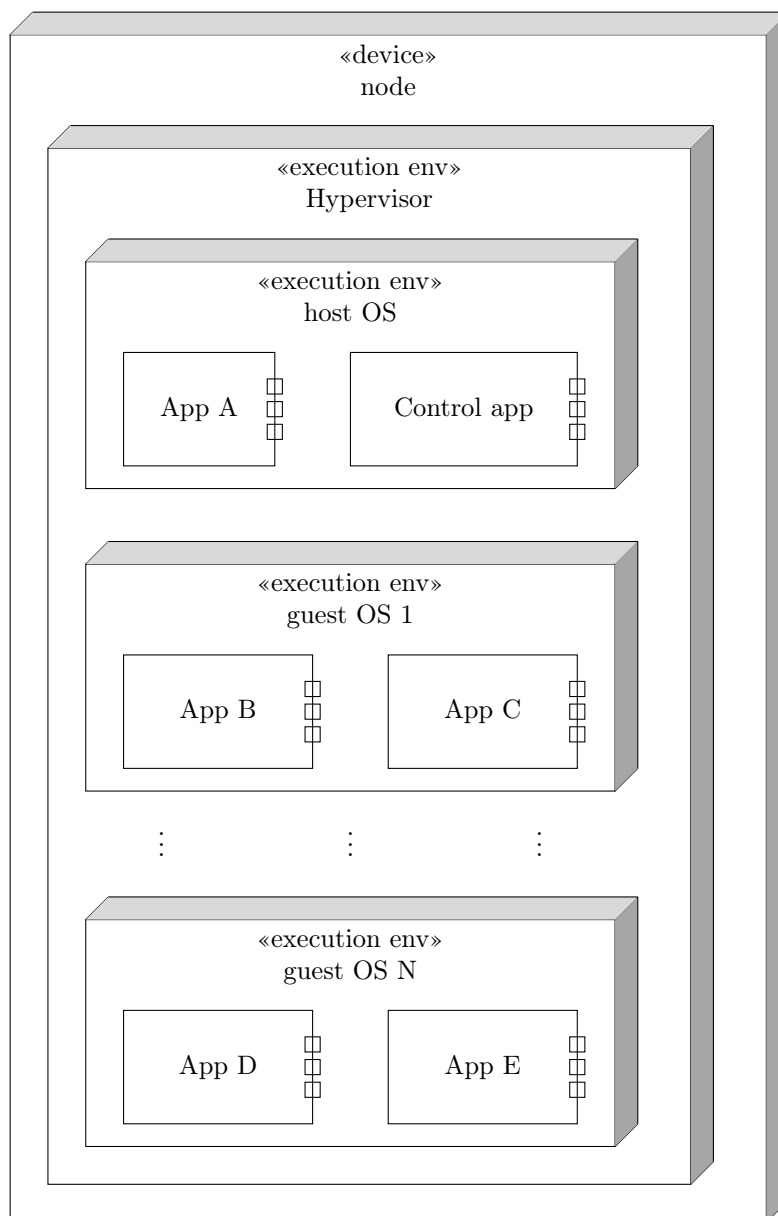 «device»
node
«execution env»
Hypervisor
«execution env»
host OS
App A
Control app
«execution env»
guest OS 1
App B
App C
«execution env»
guest OS N
App D
App E